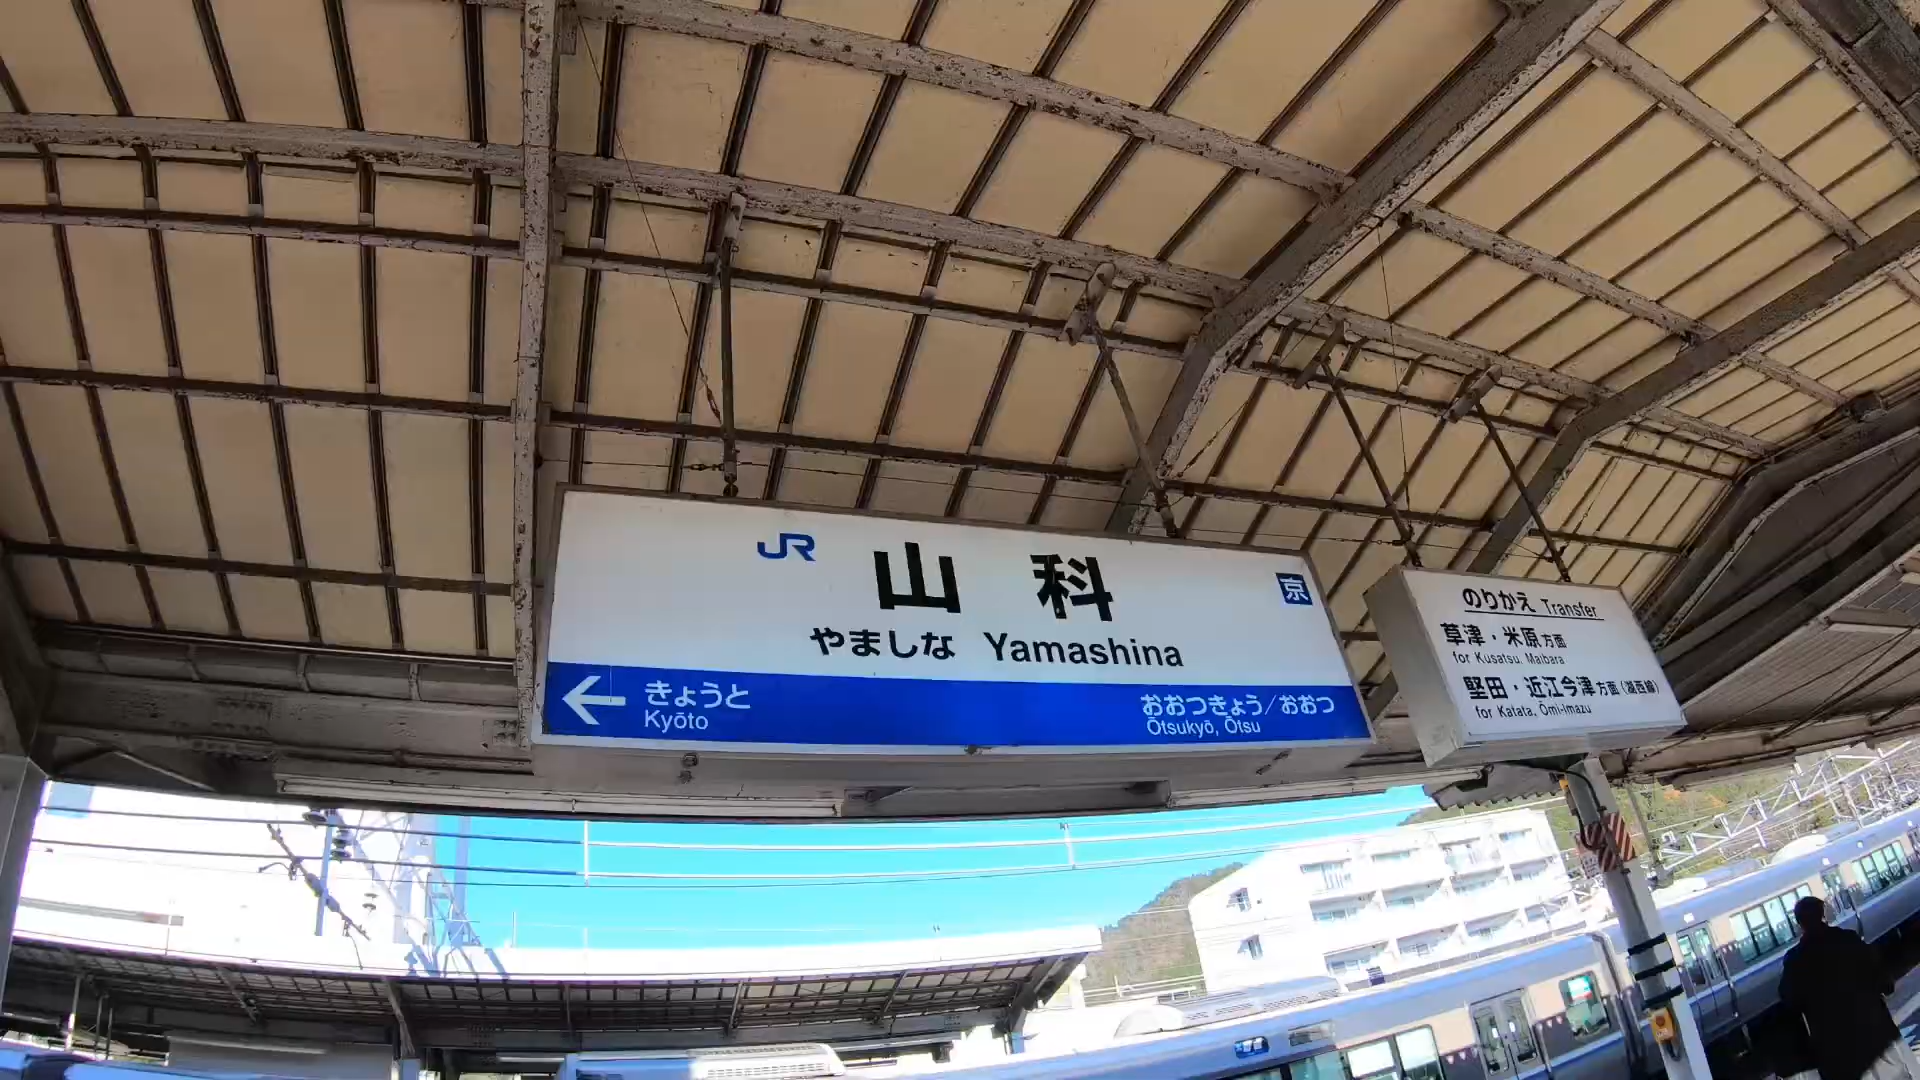 JR
山科
京
やましな Yamashina
きょうと
Kyōto
おおつきょう/おおつ
Ōtsukyō, Ōtsu
のりかえ Transfer
草津・米原方面
for Kusatsu, Maibara
堅田・近江今津方面(湖西線)
for Katata, Ōmi-Imazu